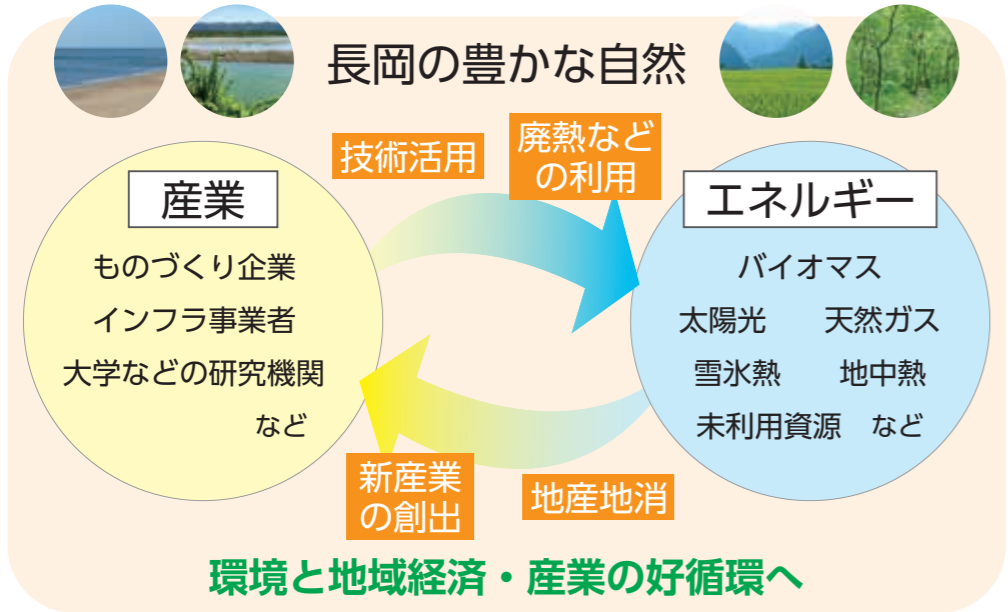 長岡の豊かな自然
技術活用
廃熱など
の利用
産業
ものづくり企業
インフラ事業者
大学などの研究機関
など
エネルギー
バイオマス
太陽光　天然ガス
雪氷熱　地中熱
未利用資源　など
新産業
の創出
地産地消
環境と地域経済・産業の好循環へ